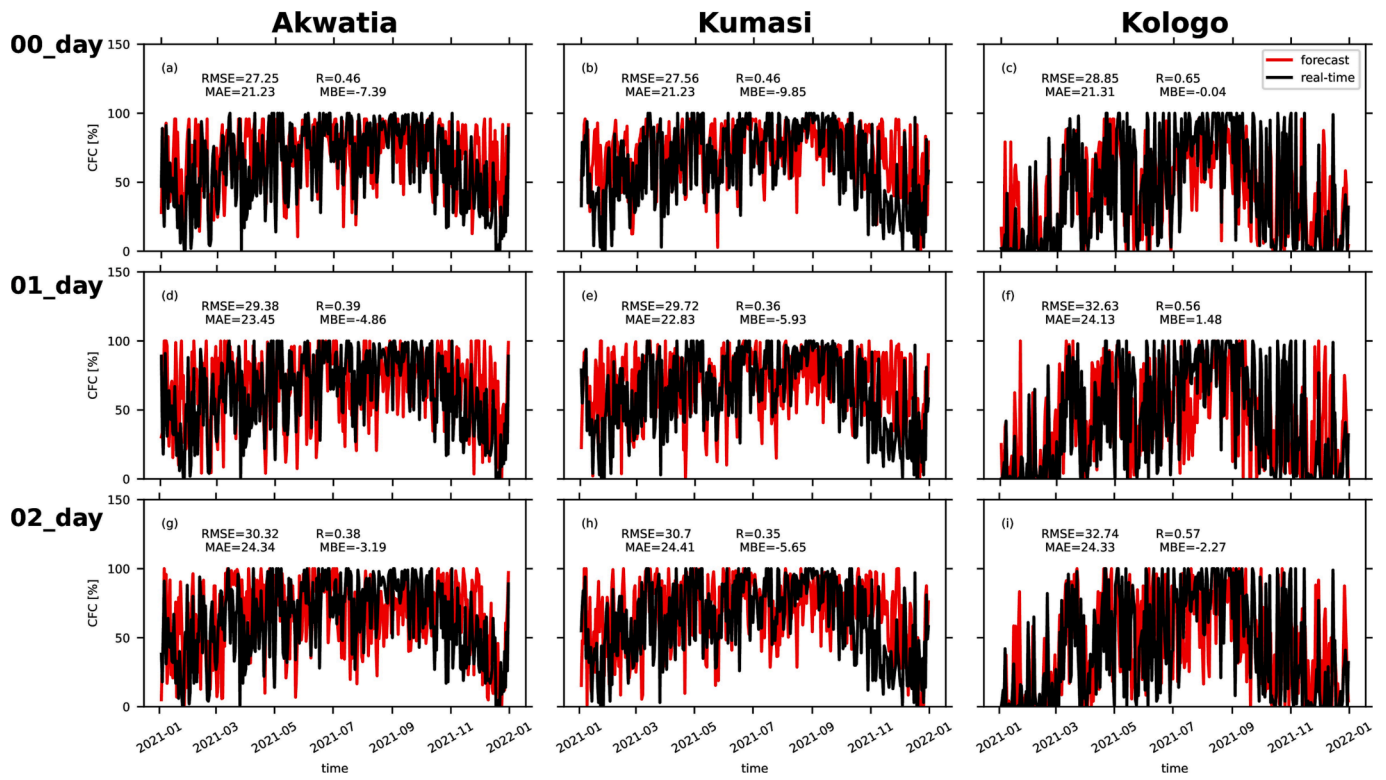 Akwatia Kumasi Kologo
00_day
150
100
50
0
CFC [%]
(a)
RMSE=27.25 R=0.46
MAE=21.23 MBE=-7.39
(b)
RMSE=27.56 R=0.46
MAE=21.23 MBE=-9.85
(c)
RMSE=28.85 R=0.65
MAE=21.31 MBE=-0.04
forecast
real-time
01_day
150
100
50
0
CFC [%]
(d)
RMSE=29.38 R=0.39
MAE=23.45 MBE=-4.86
(e)
RMSE=29.72 R=0.36
MAE=22.83 MBE=-5.93
(f)
RMSE=32.63 R=0.56
MAE=24.13 MBE=1.48
02_day
150
100
50
0
CFC [%]
(g)
RMSE=30.32 R=0.38
MAE=24.34 MBE=-3.19
(h)
RMSE=30.7 R=0.35
MAE=24.41 MBE=-5.65
(i)
RMSE=32.74 R=0.57
MAE=24.33 MBE=-2.27
2021-01 2021-03 2021-05 2021-07 2021-09 2021-11 2022-01
time
2021-01 2021-03 2021-05 2021-07 2021-09 2021-11 2022-01
time
2021-01 2021-03 2021-05 2021-07 2021-09 2021-11 2022-01
time